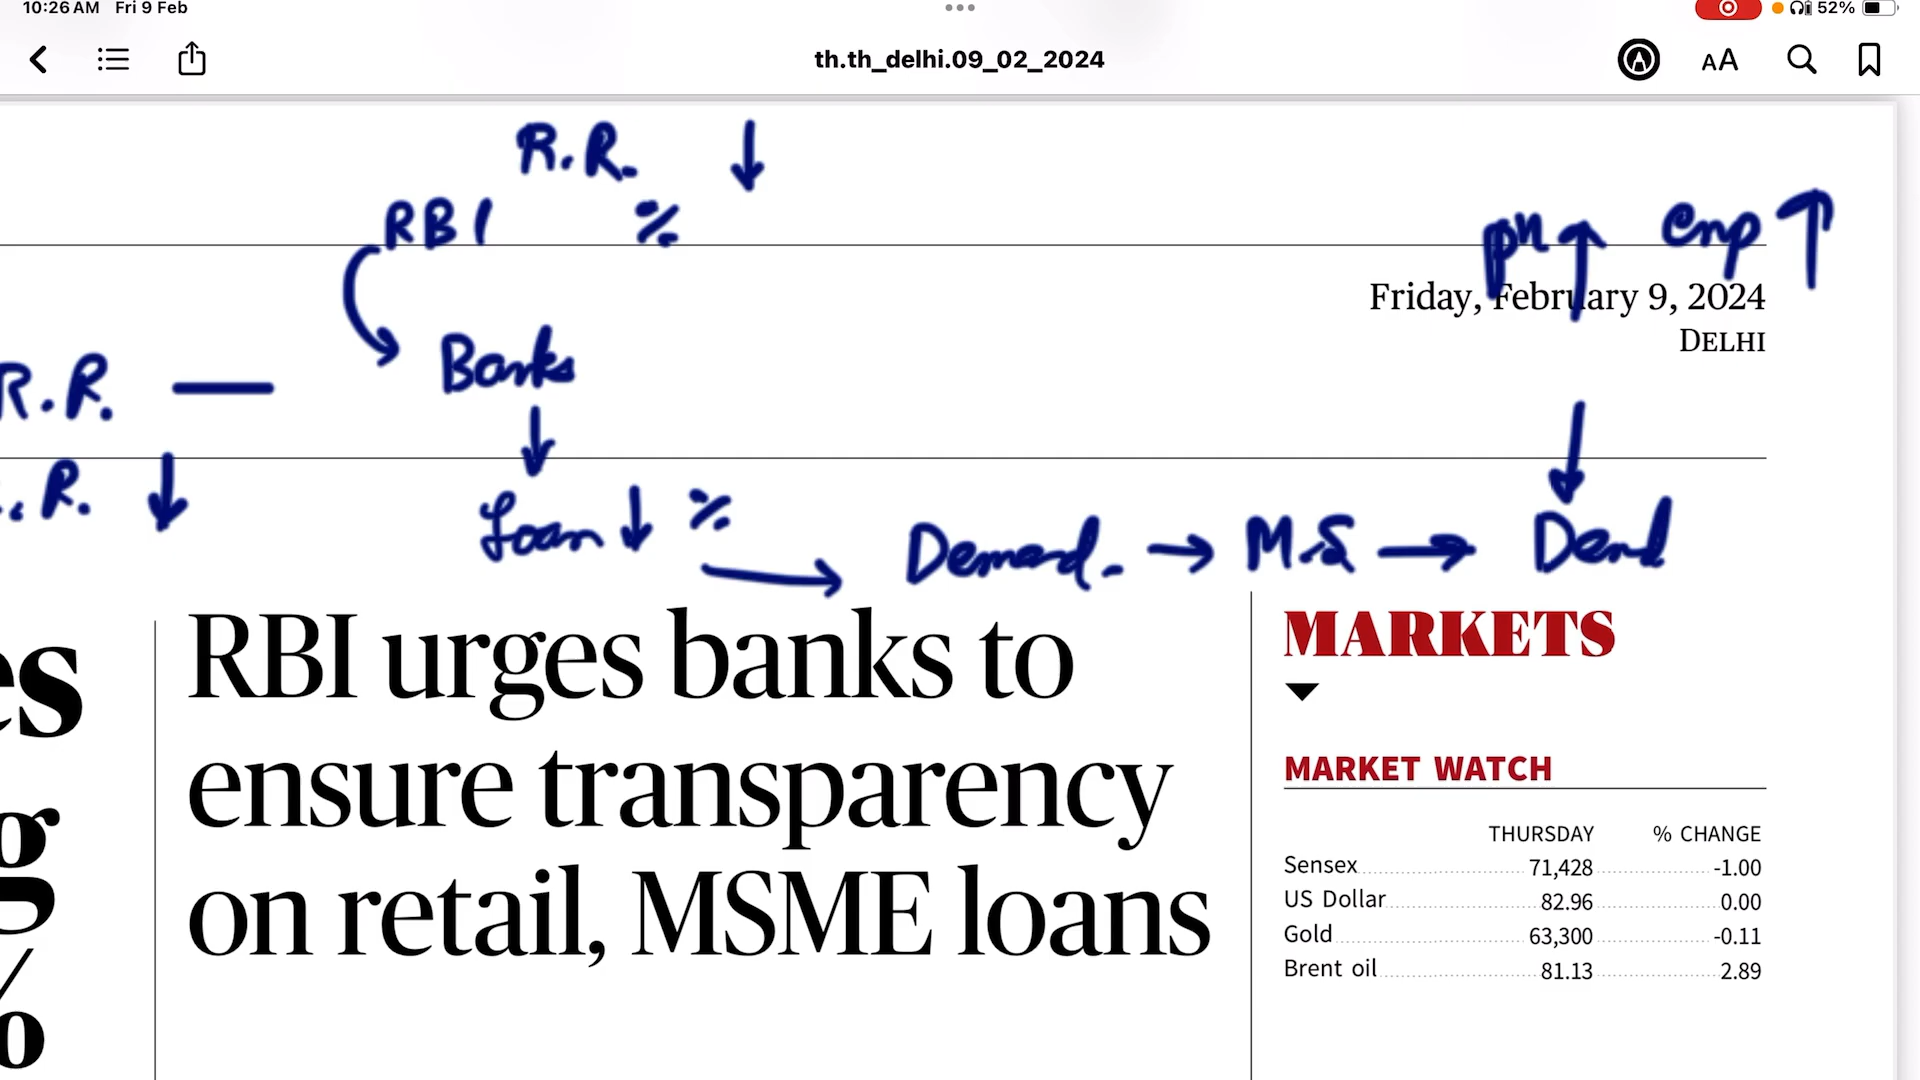 10:26 AM Fri 9 Feb
52%
th.th_delhi.09_02_2024
AA
R.R. ↓
RBI %
pn ↑ emp ↑
Friday, February 9, 2024
DELHI
R.R. — Banks
.R. ↓
Loan ↓ % → Demand. → M.S → Demd
es
g
%
RBI urges banks to
ensure transparency
on retail, MSME loans
MARKETS
MARKET WATCH
THURSDAY % CHANGE
Sensex 71,428 -1.00
US Dollar 82.96 0.00
Gold 63,300 -0.11
Brent oil 81.13 2.89